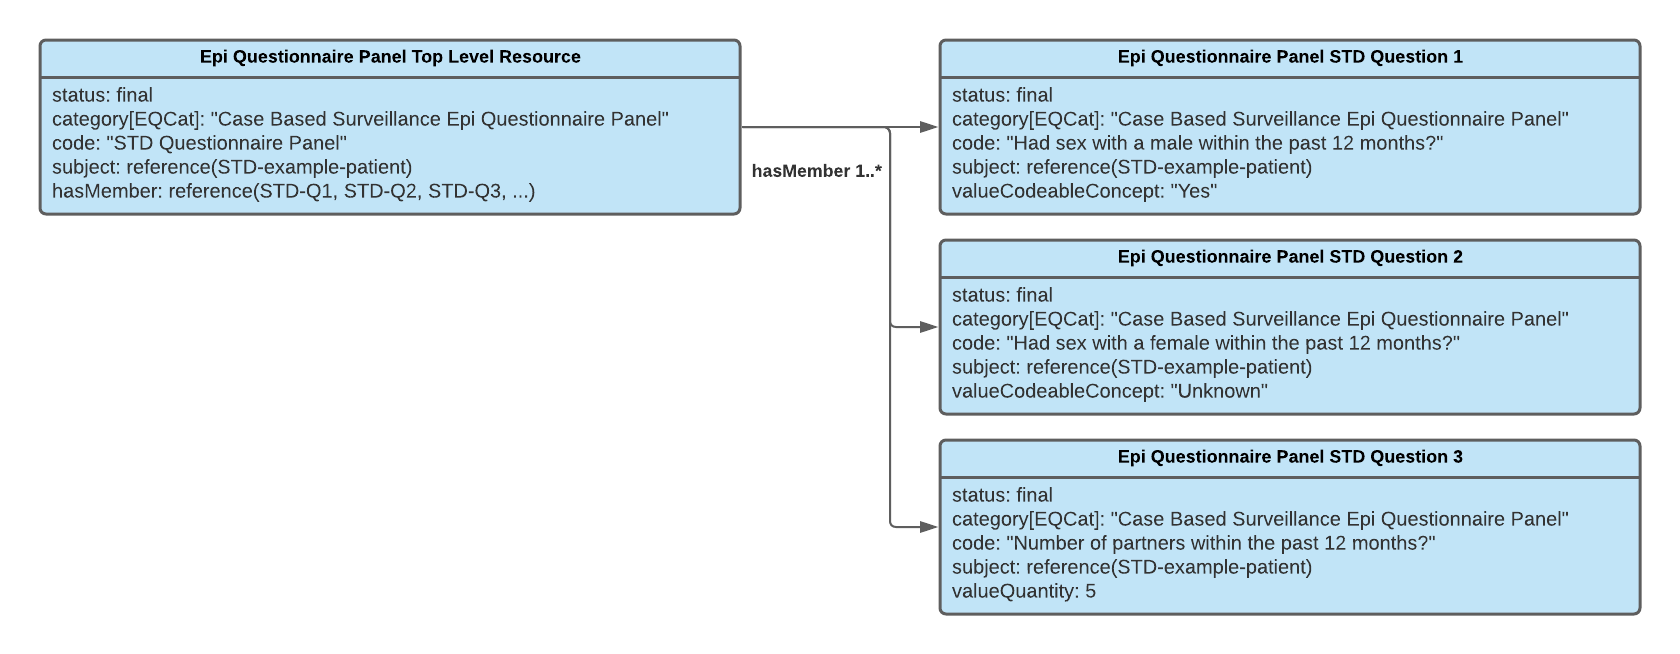 Epi Questionnaire Panel Top Level Resource
status: final
category[EQCat]: "Case Based Surveillance Epi Questionnaire Panel"
code: "STD Questionnaire Panel"
subject: reference(STD-example-patient)
hasMember: reference(STD-Q1, STD-Q2, STD-Q3, ...)
hasMember 1..*
Epi Questionnaire Panel STD Question 1
status: final
category[EQCat]: "Case Based Surveillance Epi Questionnaire Panel"
code: "Had sex with a male within the past 12 months?"
subject: reference(STD-example-patient)
valueCodeableConcept: "Yes"
Epi Questionnaire Panel STD Question 2
status: final
category[EQCat]: "Case Based Surveillance Epi Questionnaire Panel"
code: "Had sex with a female within the past 12 months?"
subject: reference(STD-example-patient)
valueCodeableConcept: "Unknown"
Epi Questionnaire Panel STD Question 3
status: final
category[EQCat]: "Case Based Surveillance Epi Questionnaire Panel"
code: "Number of partners within the past 12 months?"
subject: reference(STD-example-patient)
valueQuantity: 5